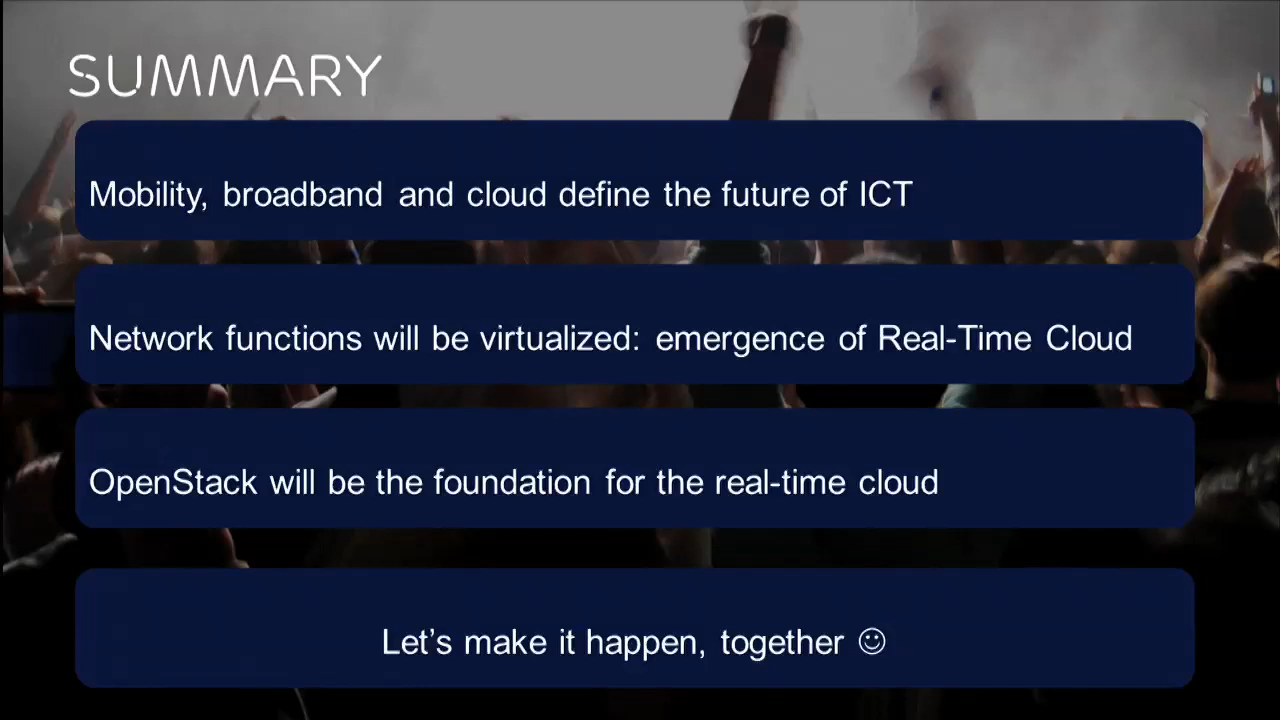 SUMMARY
Mobility, broadband and cloud define the future of ICT
Network functions will be virtualized: emergence of Real-Time Cloud
OpenStack will be the foundation for the real-time cloud
Let’s make it happen, together ☺